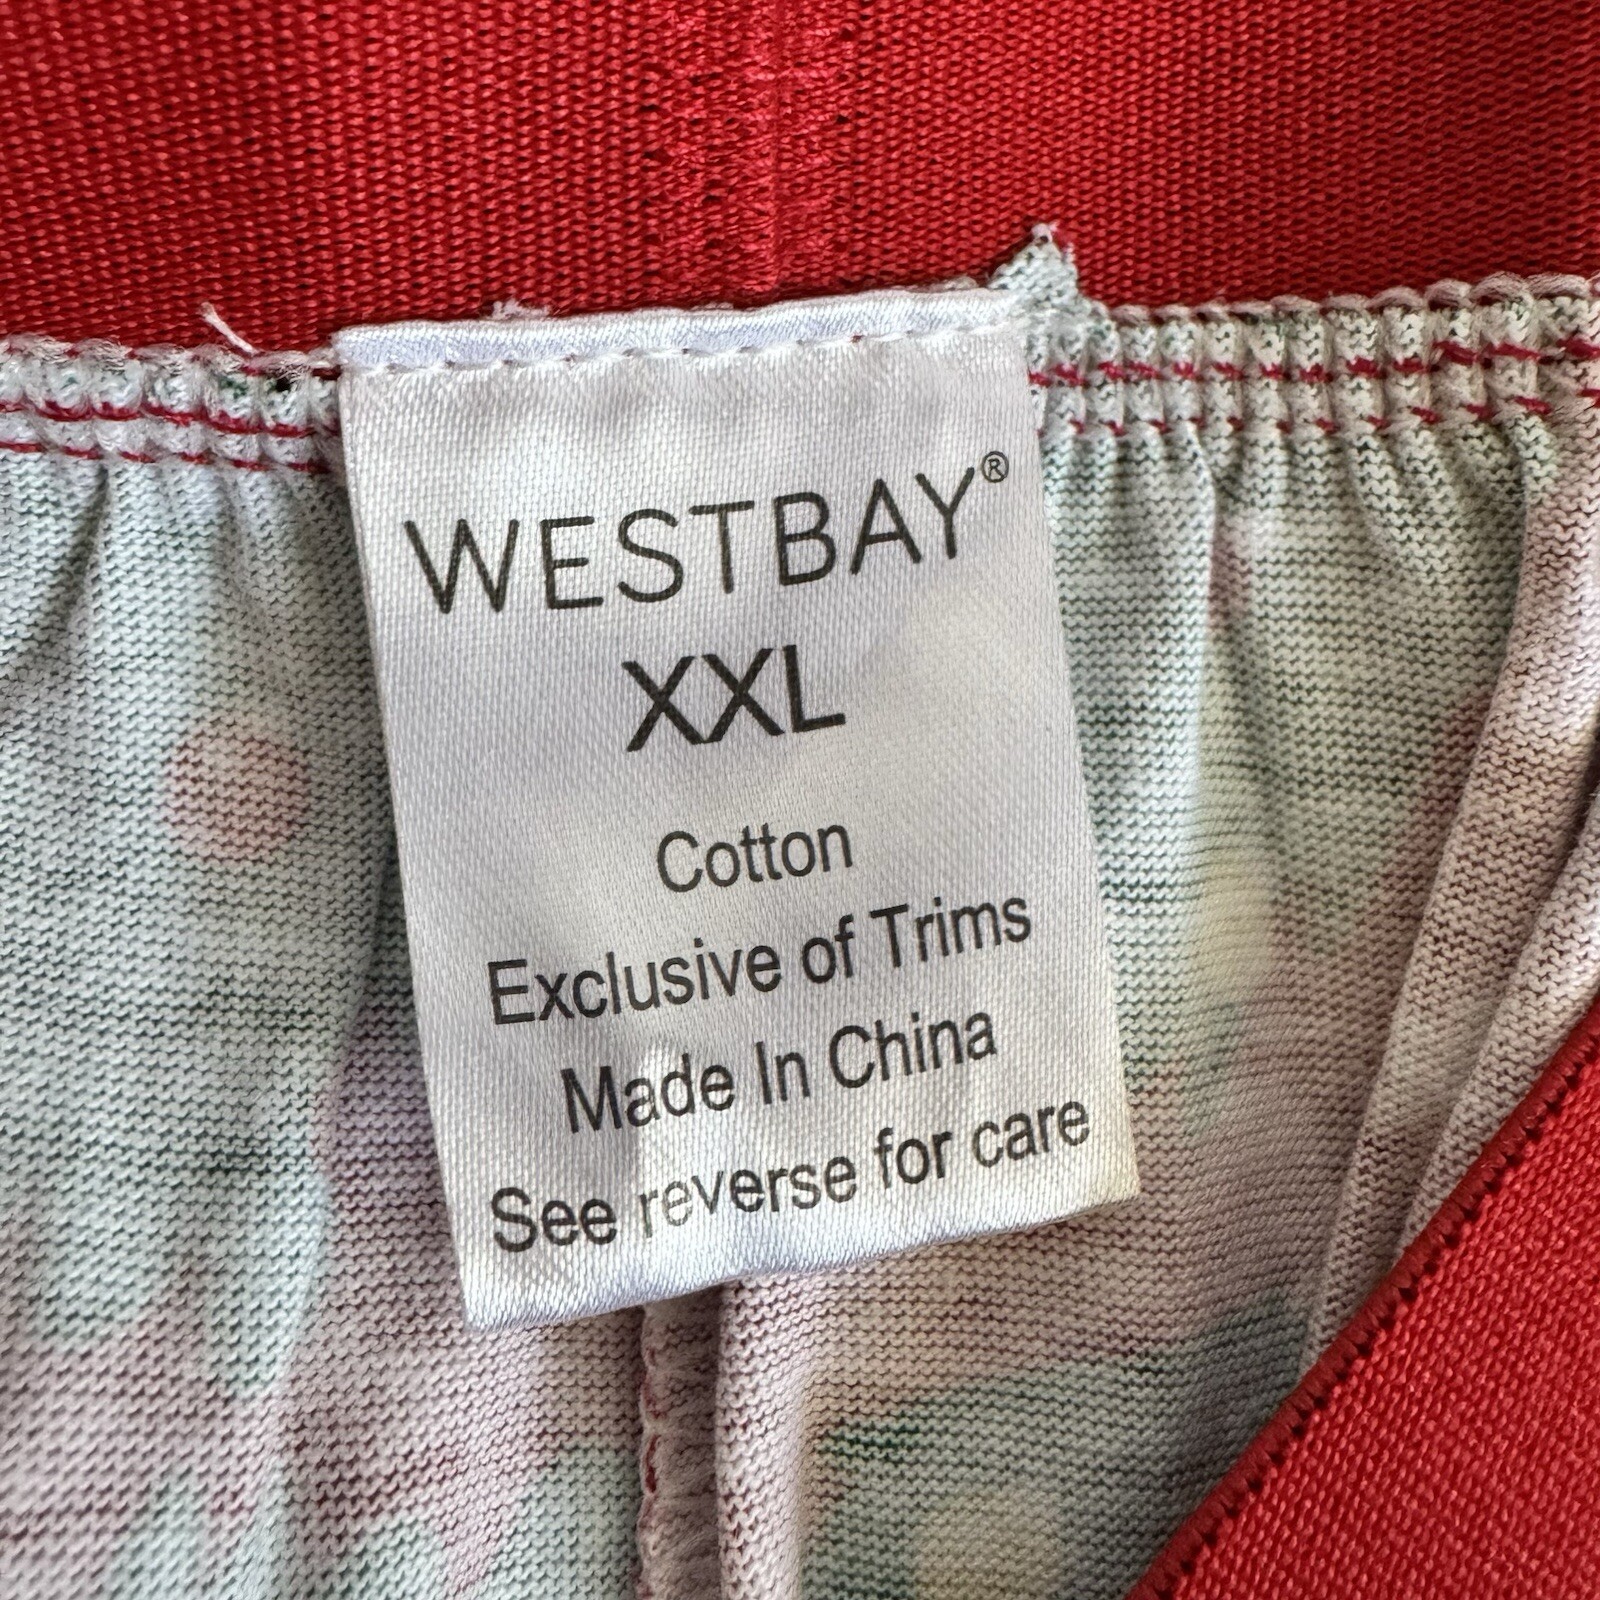 WESTBAY®
XXL
Cotton
Exclusive of Trims
Made In China
See reverse for care